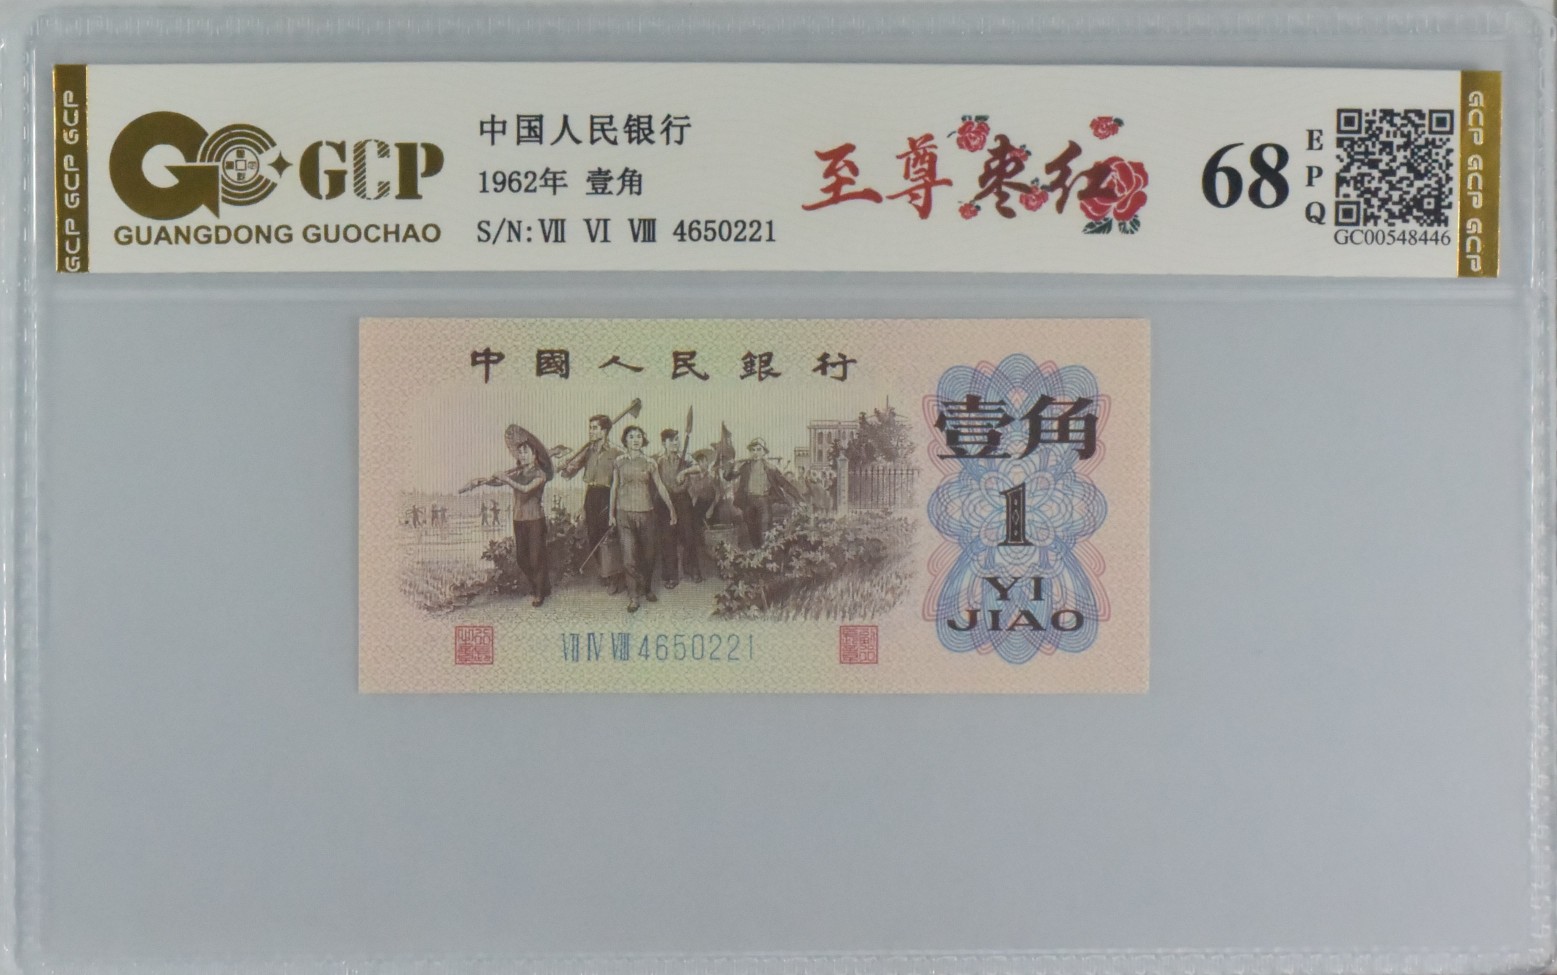 GCP GCP GCP
GCP
GUANGDONG GUOCHAO
中国人民银行
1962年 壹角
S/N:Ⅶ Ⅵ Ⅷ 4650221
至尊枣红
68
EPQ
GC00548446
GCP GCP GCP
中國人民銀行
壹角
1
YI
JIAO
Ⅶ Ⅳ Ⅷ 4650221